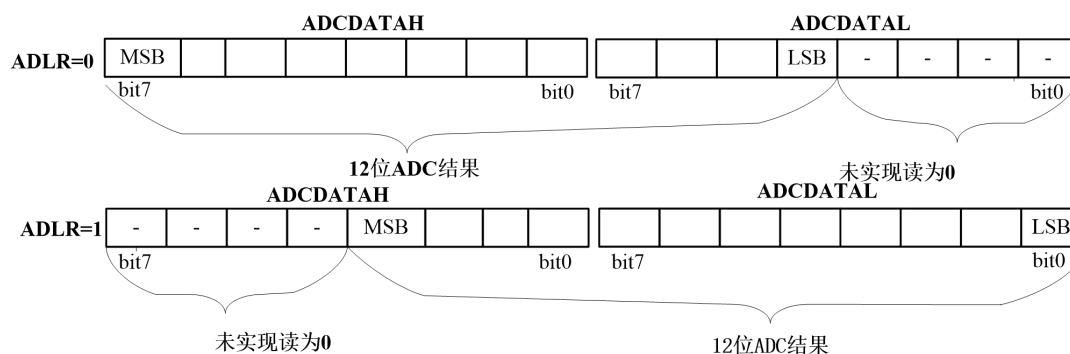 ADCDATAH ADCDATAL
ADLR=0 MSB LSB - - - -
bit7 bit0 bit7 bit0
12位ADC结果 未实现读为0
ADCDATAH ADCDATAL
ADLR=1 - - - - MSB LSB
bit7 bit0 bit7 bit0
未实现读为0 12位ADC结果